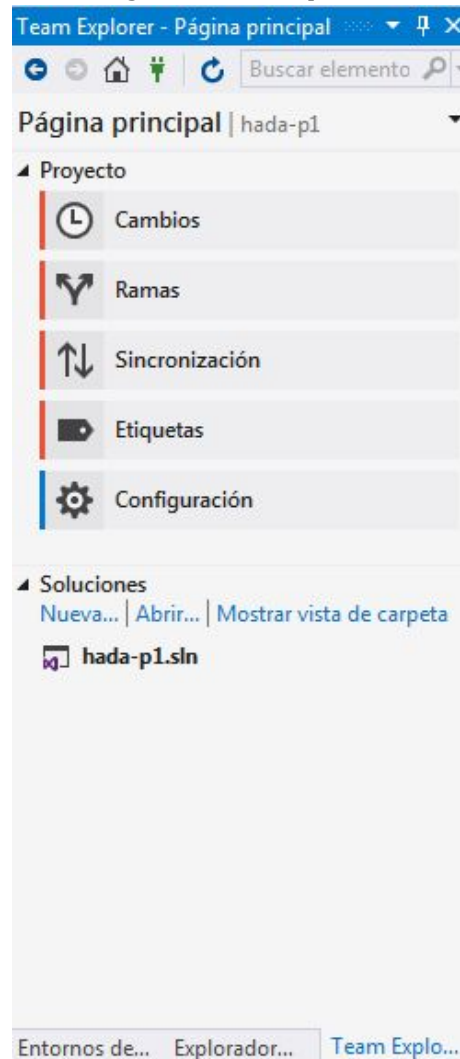 Team Explorer - Página principal
Buscar elemento
Página principal | hada-p1
Proyecto
Cambios
Ramas
Sincronización
Etiquetas
Configuración
Soluciones
Nueva... | Abrir... | Mostrar vista de carpeta
hada-p1.sln
Entornos de... Explorador... Team Explo...